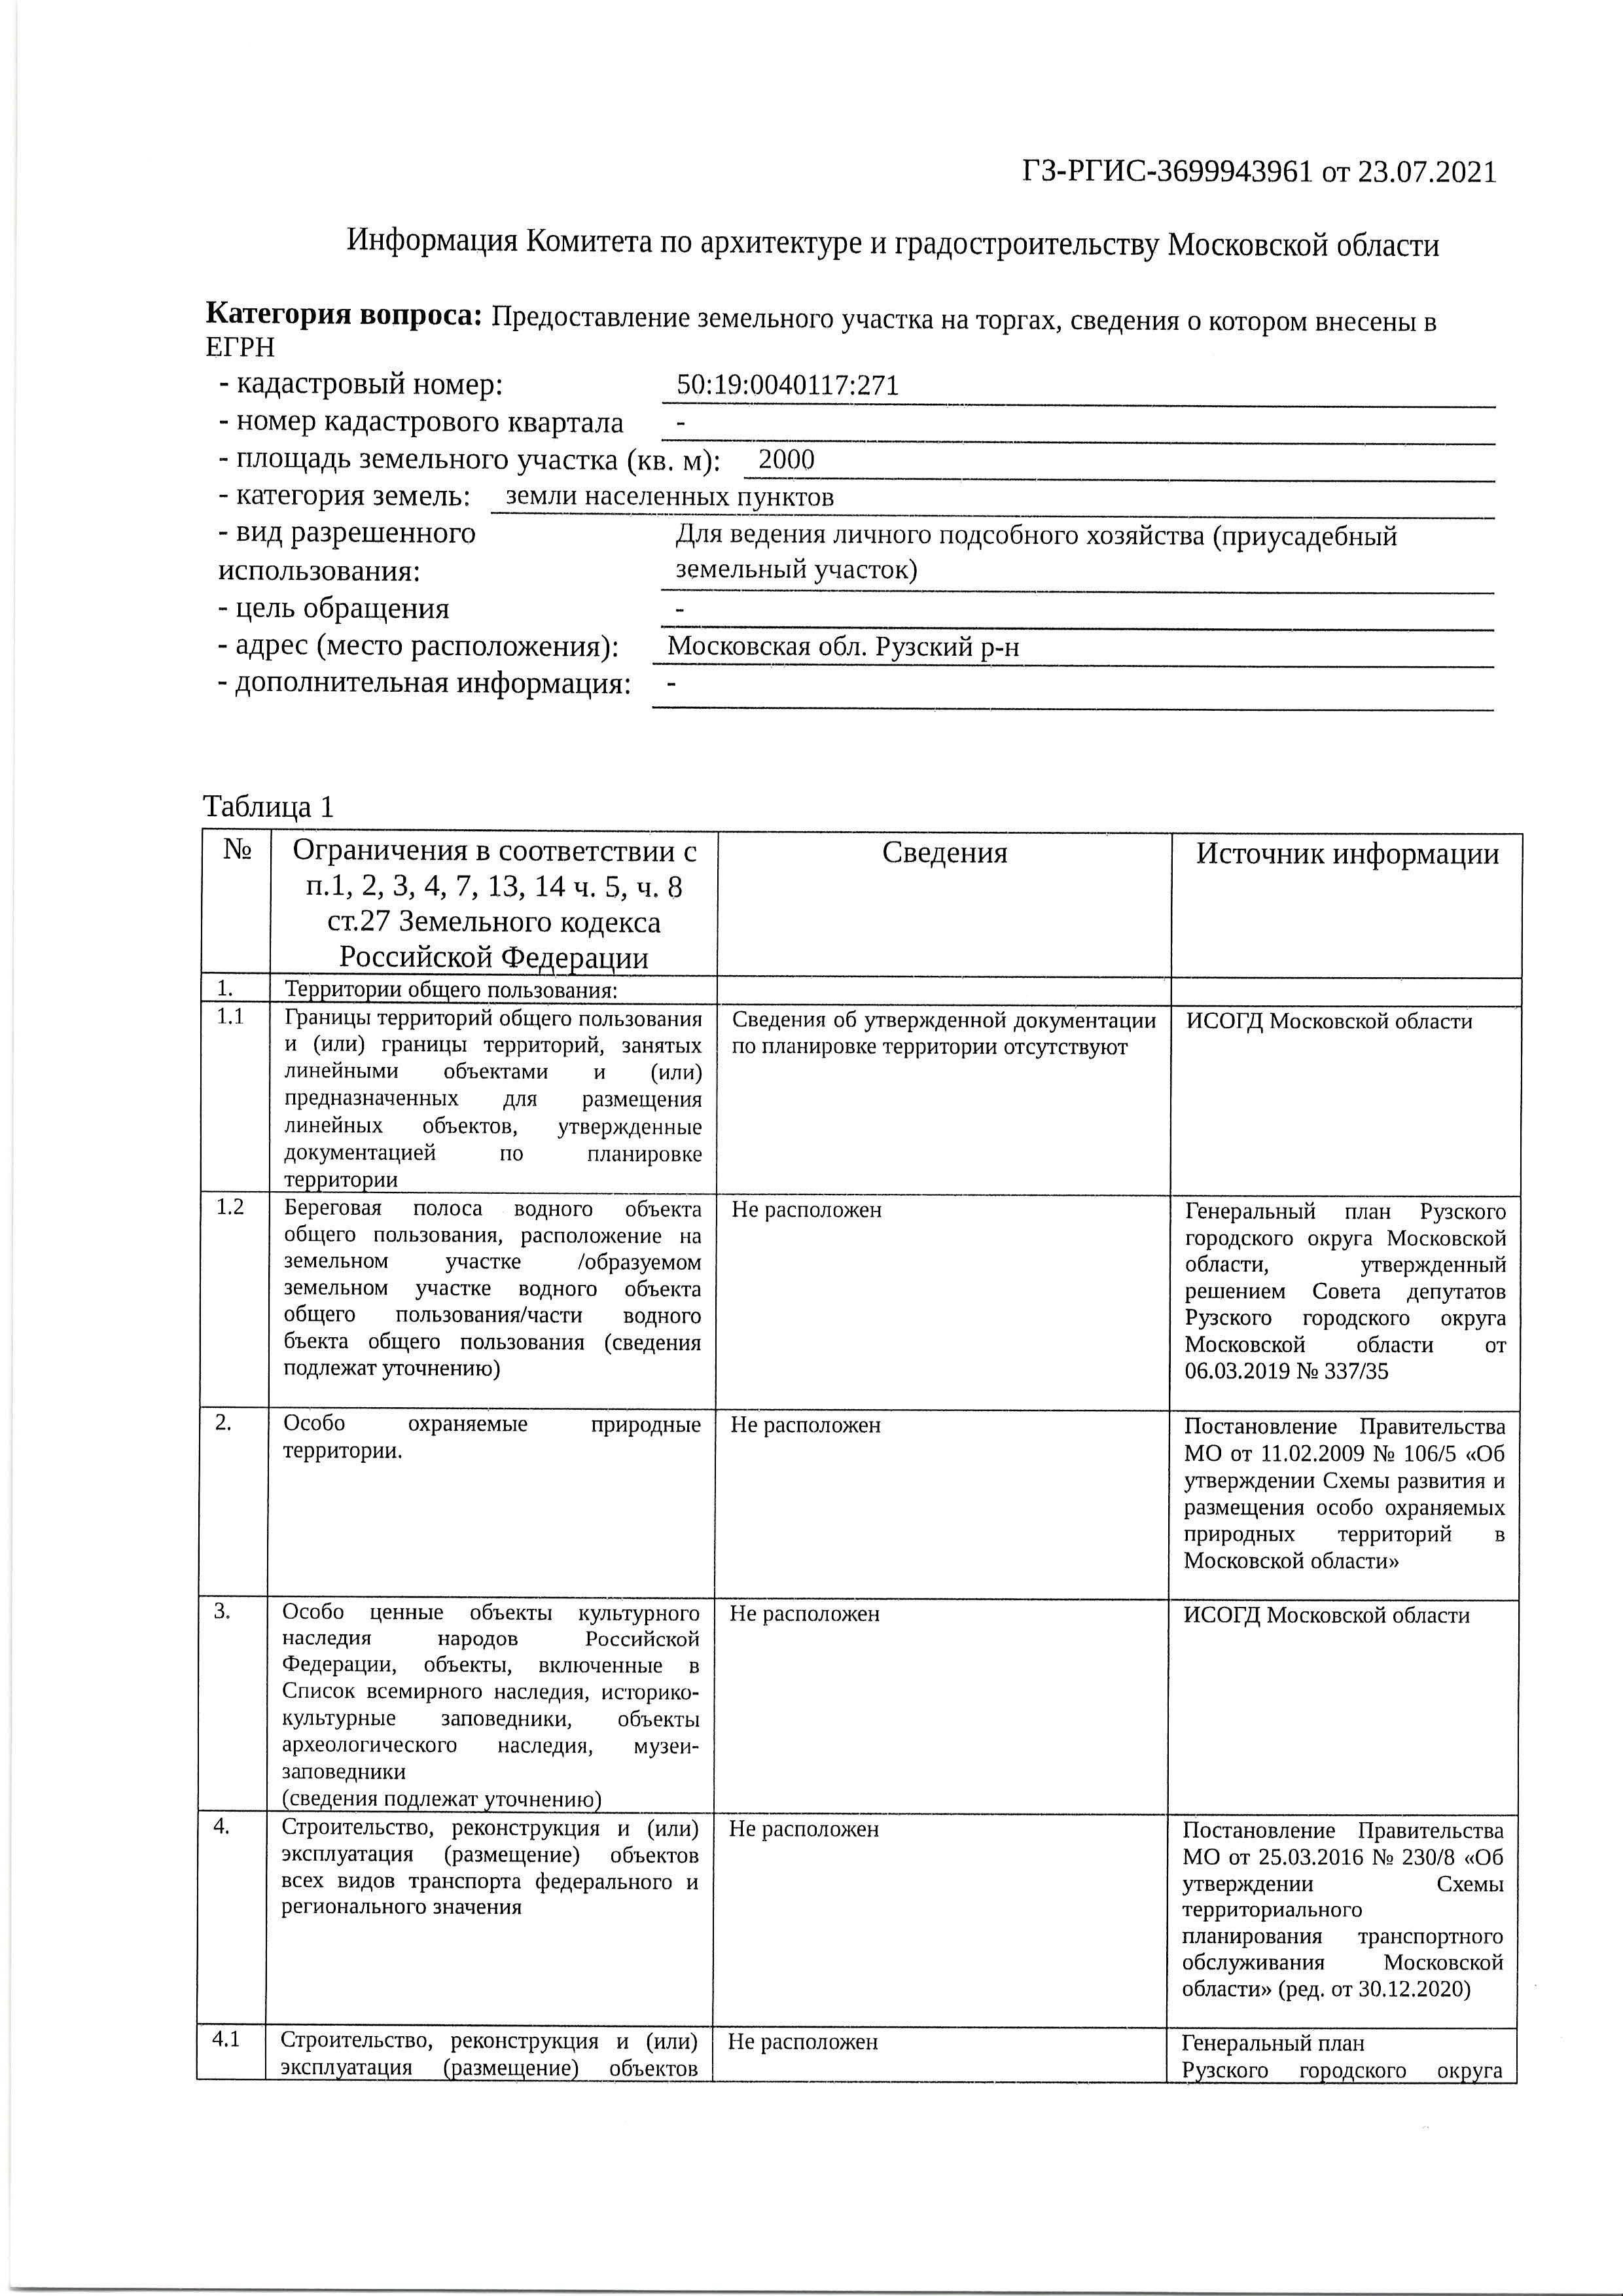 ГЗ-РГИС-3699943961 от 23.07.2021
Информация Комитета по архитектуре и градостроительству Московской области
Категория вопроса: Предоставление земельного участка на торгах, сведения о котором внесены в
ЕГРН
- кадастровый номер: 50:19:0040117:271
- номер кадастрового квартала -
- площадь земельного участка (кв. м): 2000
- категория земель: земли населенных пунктов
- вид разрешенного Для ведения личного подсобного хозяйства (приусадебный
использования: земельный участок)
- цель обращения -
- адрес (место расположения): Московская обл. Рузский р-н
- дополнительная информация: -
Таблица 1
№
Ограничения в соответствии с
п.1, 2, 3, 4, 7, 13, 14 ч. 5, ч. 8
ст.27 Земельного кодекса
Российской Федерации
Сведения
Источник информации
1.
Территории общего пользования:
1.1
Границы территорий общего пользования
и (или) границы территорий, занятых
линейными объектами и (или)
предназначенных для размещения
линейных объектов, утвержденные
документацией по планировке
территории
Сведения об утвержденной документации
по планировке территории отсутствуют
ИСОГД Московской области
1.2
Береговая полоса водного объекта
общего пользования, расположение на
земельном участке /образуемом
земельном участке водного объекта
общего пользования/части водного
бъекта общего пользования (сведения
подлежат уточнению)
Не расположен
Генеральный план Рузского
городского округа Московской
области, утвержденный
решением Совета депутатов
Рузского городского округа
Московской области от
06.03.2019 № 337/35
2.
Особо охраняемые природные
территории.
Не расположен
Постановление Правительства
МО от 11.02.2009 № 106/5 «Об
утверждении Схемы развития и
размещения особо охраняемых
природных территорий в
Московской области»
3.
Особо ценные объекты культурного
наследия народов Российской
Федерации, объекты, включенные в
Список всемирного наследия, историко-
культурные заповедники, объекты
археологического наследия, музеи-
заповедники
(сведения подлежат уточнению)
Не расположен
ИСОГД Московской области
4.
Строительство, реконструкция и (или)
эксплуатация (размещение) объектов
всех видов транспорта федерального и
регионального значения
Не расположен
Постановление Правительства
МО от 25.03.2016 № 230/8 «Об
утверждении Схемы
территориального
планирования транспортного
обслуживания Московской
области» (ред. от 30.12.2020)
4.1
Строительство, реконструкция и (или)
эксплуатация (размещение) объектов
Не расположен
Генеральный план
Рузского городского округа